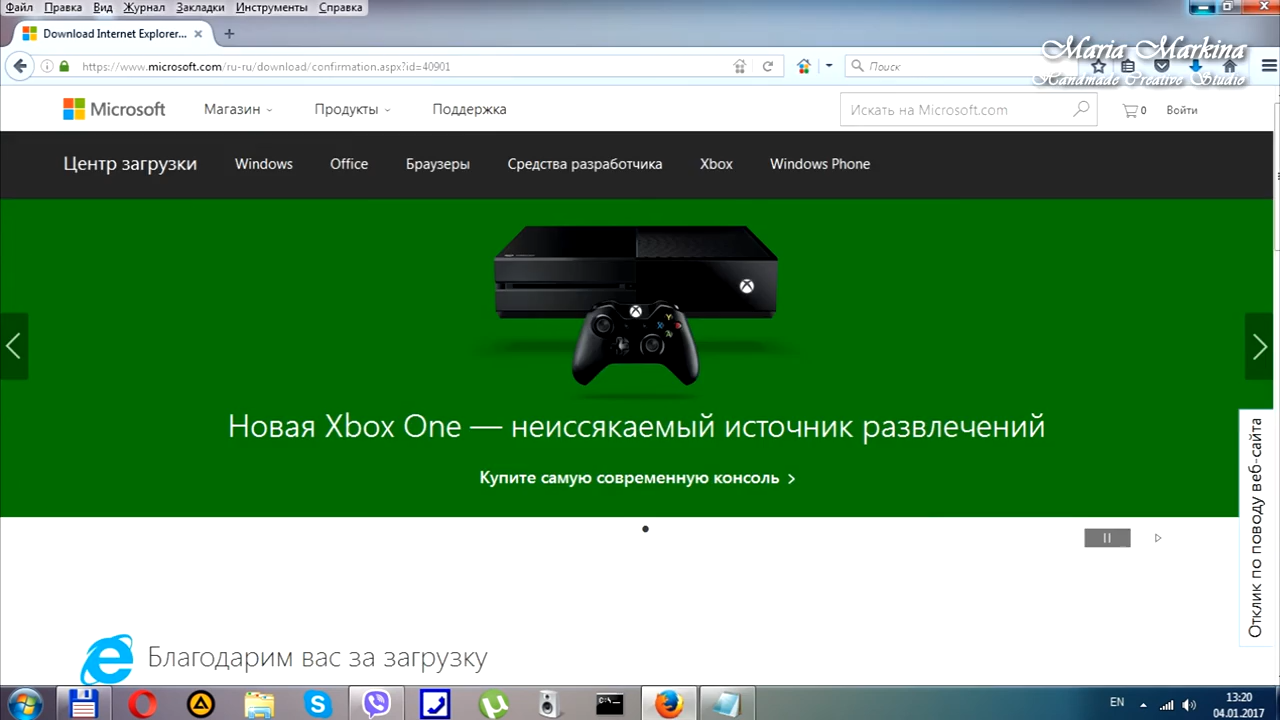 Файл Правка Вид Журнал Закладки Инструменты Справка
Download Internet Explorer...
Maria Markina
Handmade Creative Studio
https://www.microsoft.com/ru-ru/download/confirmation.aspx?id=40901
Поиск
Microsoft Магазин Продукты Поддержка
Искать на Microsoft.com
0 Войти
Центр загрузки Windows Office Браузеры Средства разработчика Xbox Windows Phone
Новая Xbox One — неиссякаемый источник развлечений
Купите самую современную консоль
Отклик по поводу веб-сайта
Благодарим вас за загрузку
EN
13:20
04.01.2017